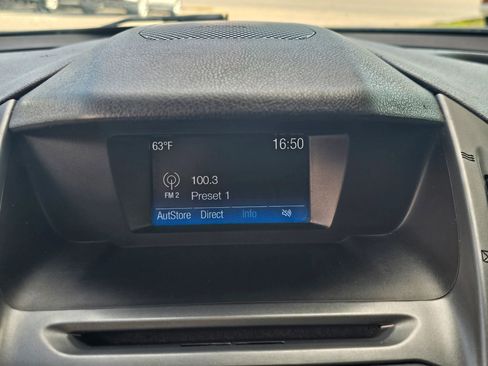 63°F 16:50
100.3
FM 2 Preset 1
AutStore Direct Info